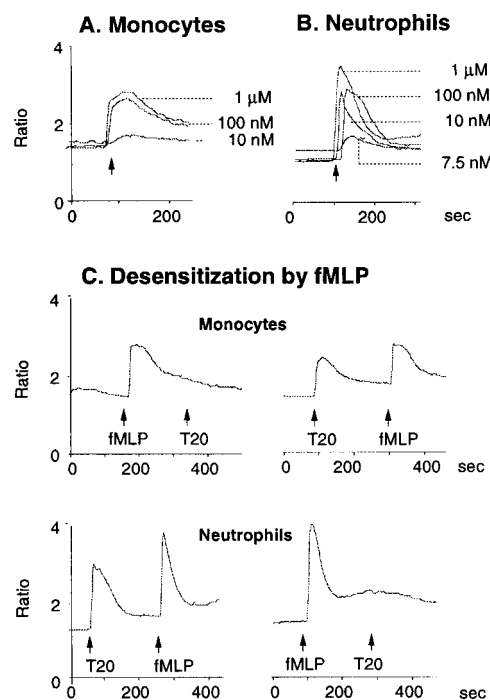 A. Monocytes
B. Neutrophils
4
2
0
Ratio
1 μM
100 nM
10 nM
0 200
1 μM
100 nM
10 nM
7.5 nM
0 200 sec
C. Desensitization by fMLP
Monocytes
4
2
0
Ratio
fMLP T20
0 200 400
T20 fMLP
0 200 400 sec
Neutrophils
4
2
0
Ratio
T20 fMLP
0 200 400
fMLP T20
0 200 400 sec